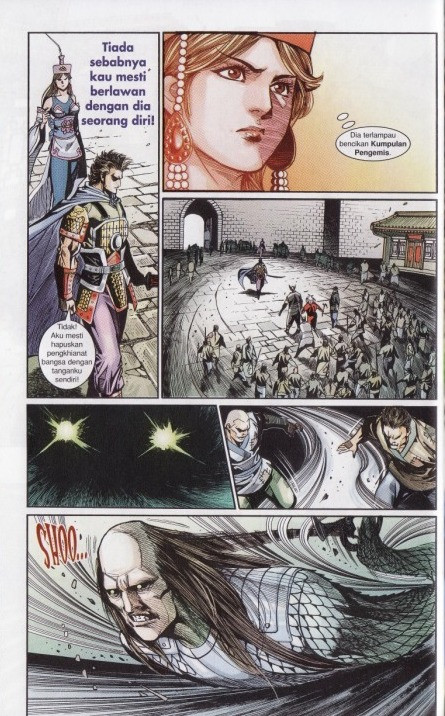 Tiada
sebabnya
kau mesti
berlawan
dengan dia
seorang diri!
Dia terlampau
bencikan Kumpulan
Pengemis.
Tidak!
Aku mesti
hapuskan
pengkhianat
bangsa dengan
tanganku
sendiri!
SHOO...